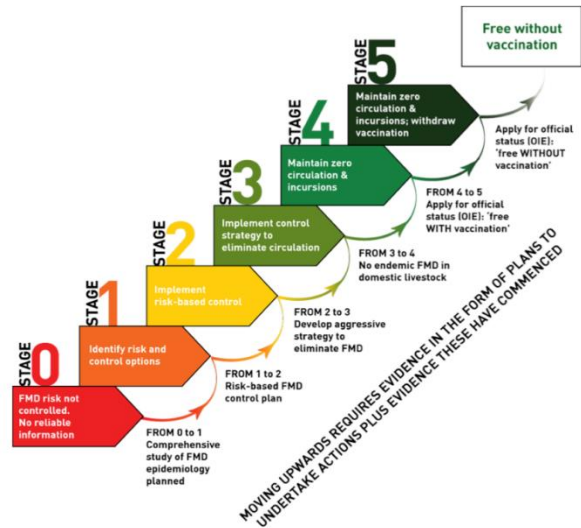 Free without
vaccination
STAGE
5
Maintain zero
circulation &
incursions; withdraw
vaccination
Apply for official
status (OIE):
‘free WITHOUT
vaccination’
STAGE
4
Maintain zero
circulation &
incursions
FROM 4 to 5
Apply for official
status (OIE): ‘free
WITH vaccination’
STAGE
3
Implement control
strategy to
eliminate circulation
FROM 3 to 4
No endemic FMD in
domestic livestock
STAGE
2
Implement
risk-based control
FROM 2 to 3
Develop aggressive
strategy to
eliminate FMD
STAGE
1
Identify risk and
control options
FROM 1 to 2
Risk-based FMD
control plan
STAGE
0
FMD risk not
controlled.
No reliable
information
FROM 0 to 1
Comprehensive
study of FMD
epidemiology
planned
MOVING UPWARDS REQUIRES EVIDENCE IN THE FORM OF PLANS TO
UNDERTAKE ACTIONS PLUS EVIDENCE THESE HAVE COMMENCED